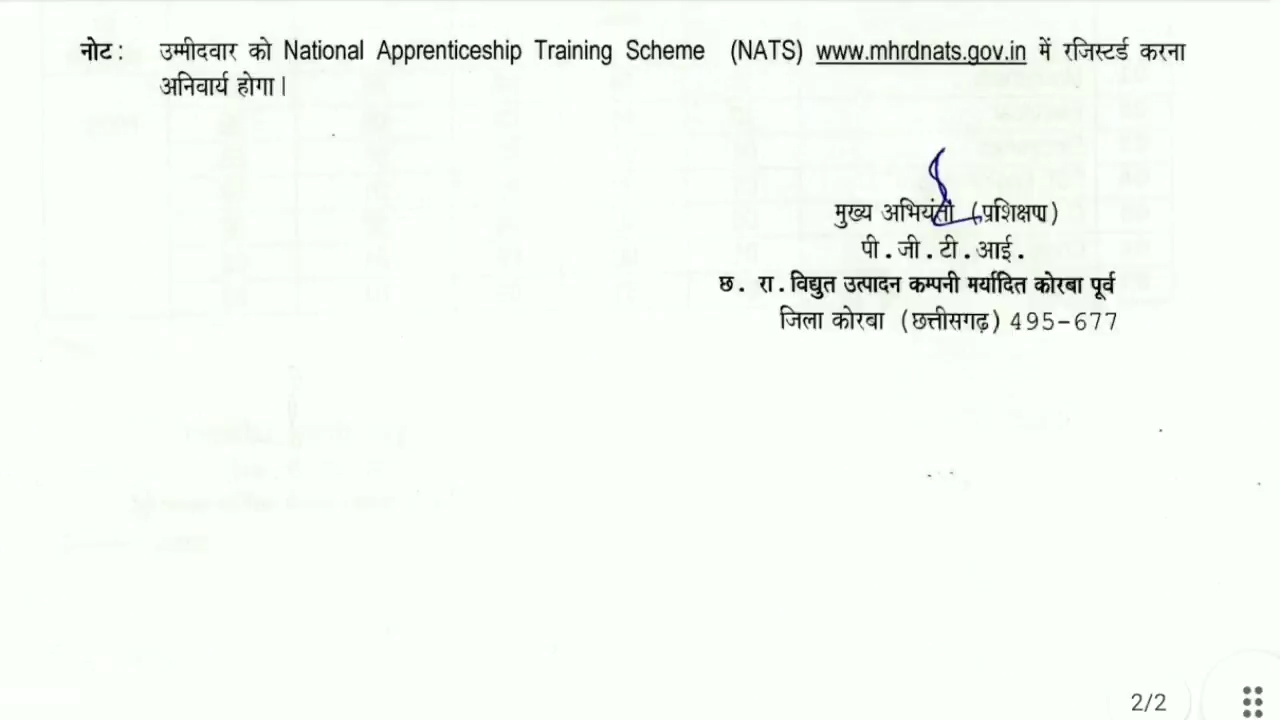 नोट : उम्मीदवार को National Apprenticeship Training Scheme (NATS) www.mhrdnats.gov.in में रजिस्टर्ड करना
अनिवार्य होगा।
मुख्य अभियंता (प्रशिक्षण)
पी.जी.टी.आई.
छ. रा.विद्युत उत्पादन कम्पनी मर्यादित कोरबा पूर्व
जिला कोरबा (छत्तीसगढ़) 495-677
2/2